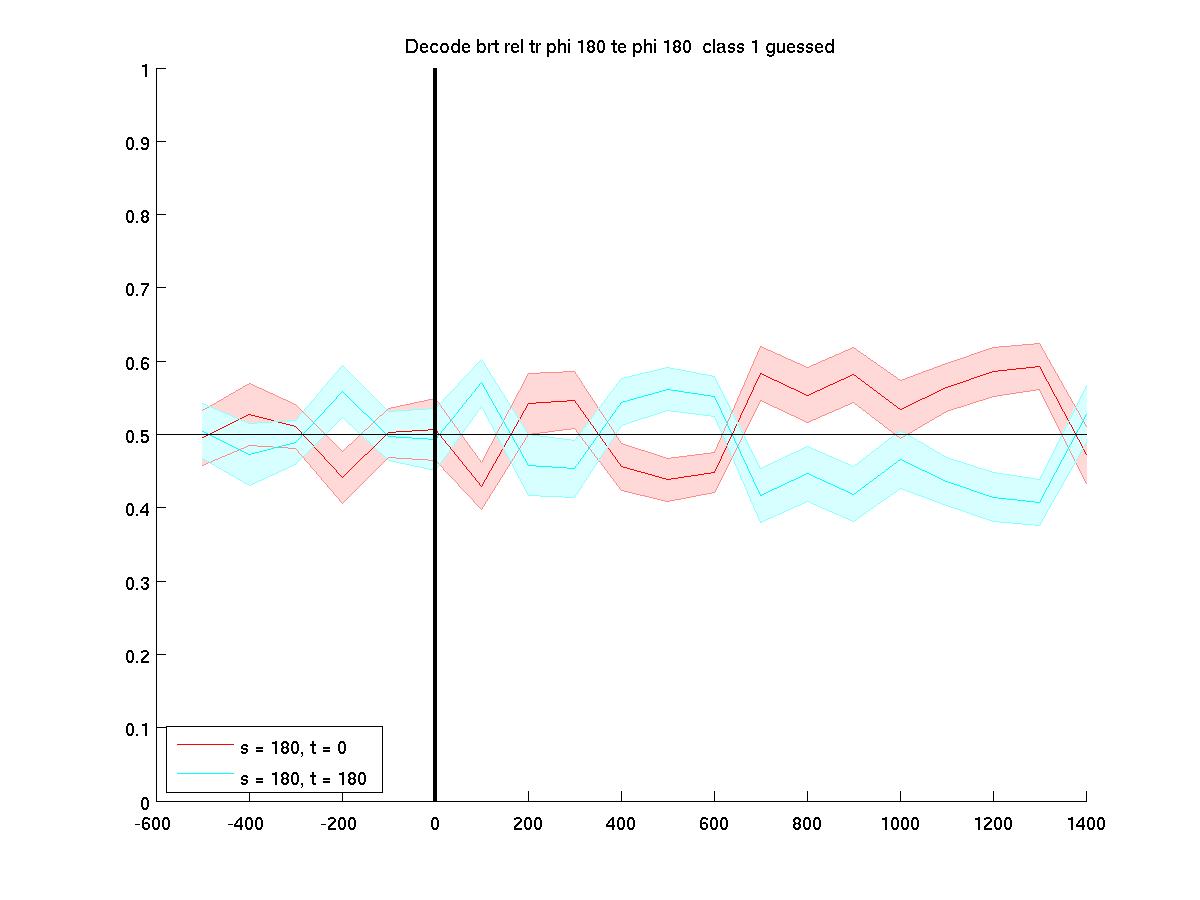 Decode brt rel tr phi 180 te phi 180  class 1 guessed
1
0.9
0.8
0.7
0.6
0.5
0.4
0.3
0.2
0.1
0
s = 180, t = 0
s = 180, t = 180
-600 -400 -200 0 200 400 600 800 1000 1200 1400